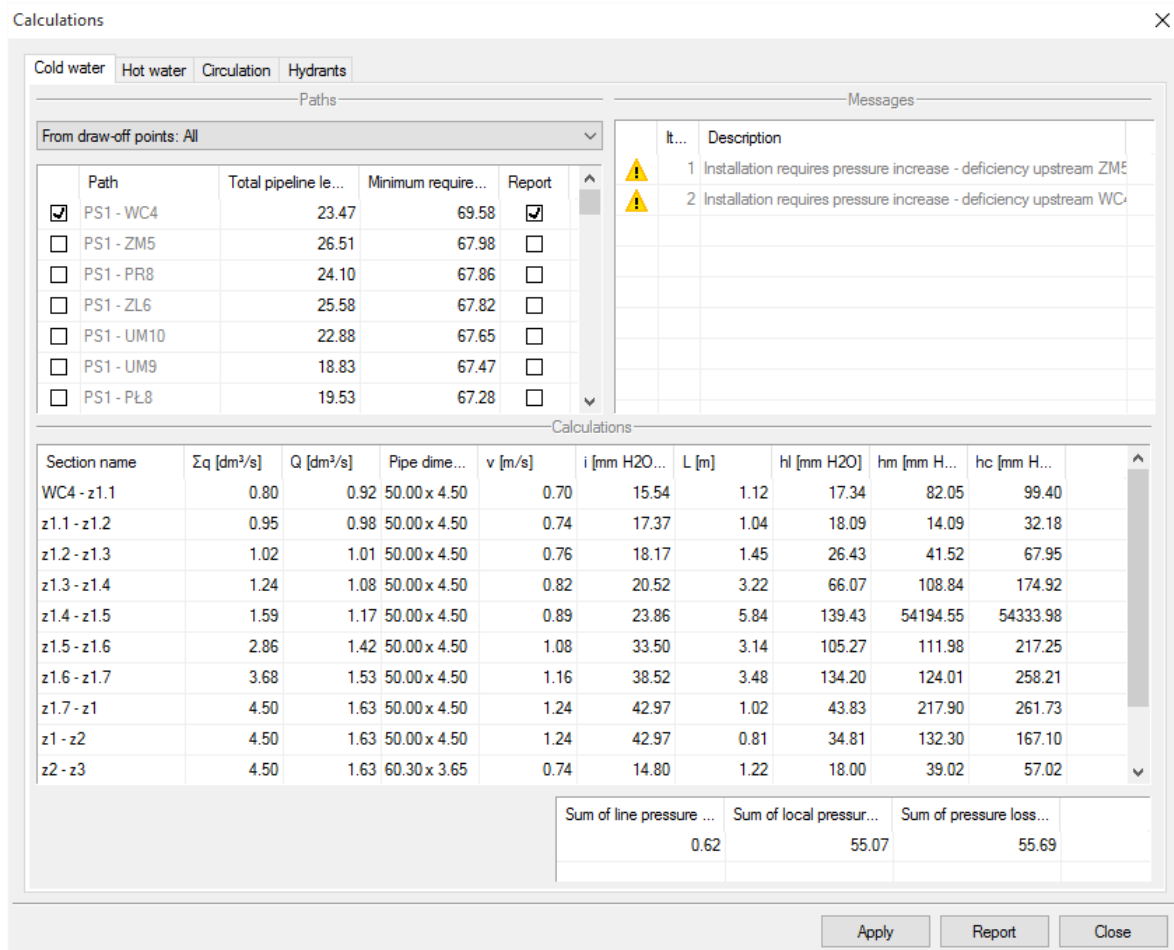 Calculations
Cold water Hot water Circulation Hydrants
Paths
From draw-off points: All
Path Total pipeline le... Minimum require... Report
PS1 - WC4 23.47 69.58
PS1 - ZM5 26.51 67.98
PS1 - PR8 24.10 67.86
PS1 - ZL6 25.58 67.82
PS1 - UM10 22.88 67.65
PS1 - UM9 18.83 67.47
PS1 - PŁ8 19.53 67.28
Messages
It... Description
1 Installation requires pressure increase - deficiency upstream ZM5
2 Installation requires pressure increase - deficiency upstream WC4
Calculations
Section name Σq [dm³/s] Q [dm³/s] Pipe dime... v [m/s] i [mm H2O... L [m] hl [mm H2O] hm [mm H... hc [mm H...
WC4 - z1.1 0.80 0.92 50.00 x 4.50 0.70 15.54 1.12 17.34 82.05 99.40
z1.1 - z1.2 0.95 0.98 50.00 x 4.50 0.74 17.37 1.04 18.09 14.09 32.18
z1.2 - z1.3 1.02 1.01 50.00 x 4.50 0.76 18.17 1.45 26.43 41.52 67.95
z1.3 - z1.4 1.24 1.08 50.00 x 4.50 0.82 20.52 3.22 66.07 108.84 174.92
z1.4 - z1.5 1.59 1.17 50.00 x 4.50 0.89 23.86 5.84 139.43 54194.55 54333.98
z1.5 - z1.6 2.86 1.42 50.00 x 4.50 1.08 33.50 3.14 105.27 111.98 217.25
z1.6 - z1.7 3.68 1.53 50.00 x 4.50 1.16 38.52 3.48 134.20 124.01 258.21
z1.7 - z1 4.50 1.63 50.00 x 4.50 1.24 42.97 1.02 43.83 217.90 261.73
z1 - z2 4.50 1.63 50.00 x 4.50 1.24 42.97 0.81 34.81 132.30 167.10
z2 - z3 4.50 1.63 60.30 x 3.65 0.74 14.80 1.22 18.00 39.02 57.02
Sum of line pressure ... Sum of local pressur... Sum of pressure loss...
0.62 55.07 55.69
Apply Report Close